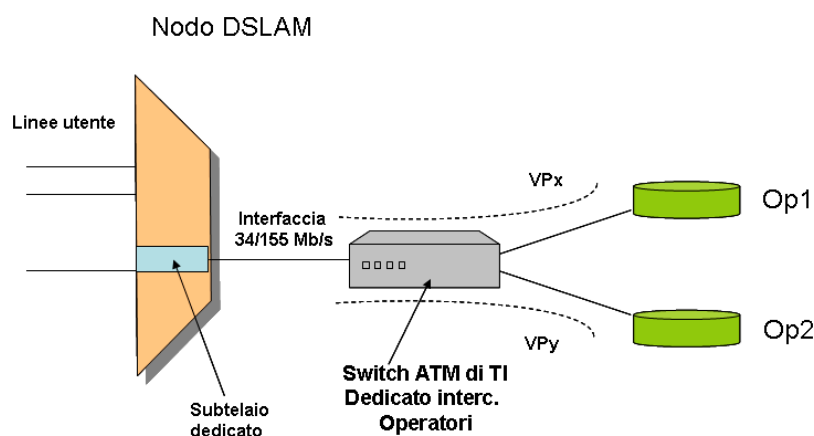 Nodo DSLAM
Linee utente
VPx
Op1
Interfaccia
34/155 Mb/s
Op2
VPy
Switch ATM di TI
Dedicato interc.
Operatori
Subtelaio
dedicato